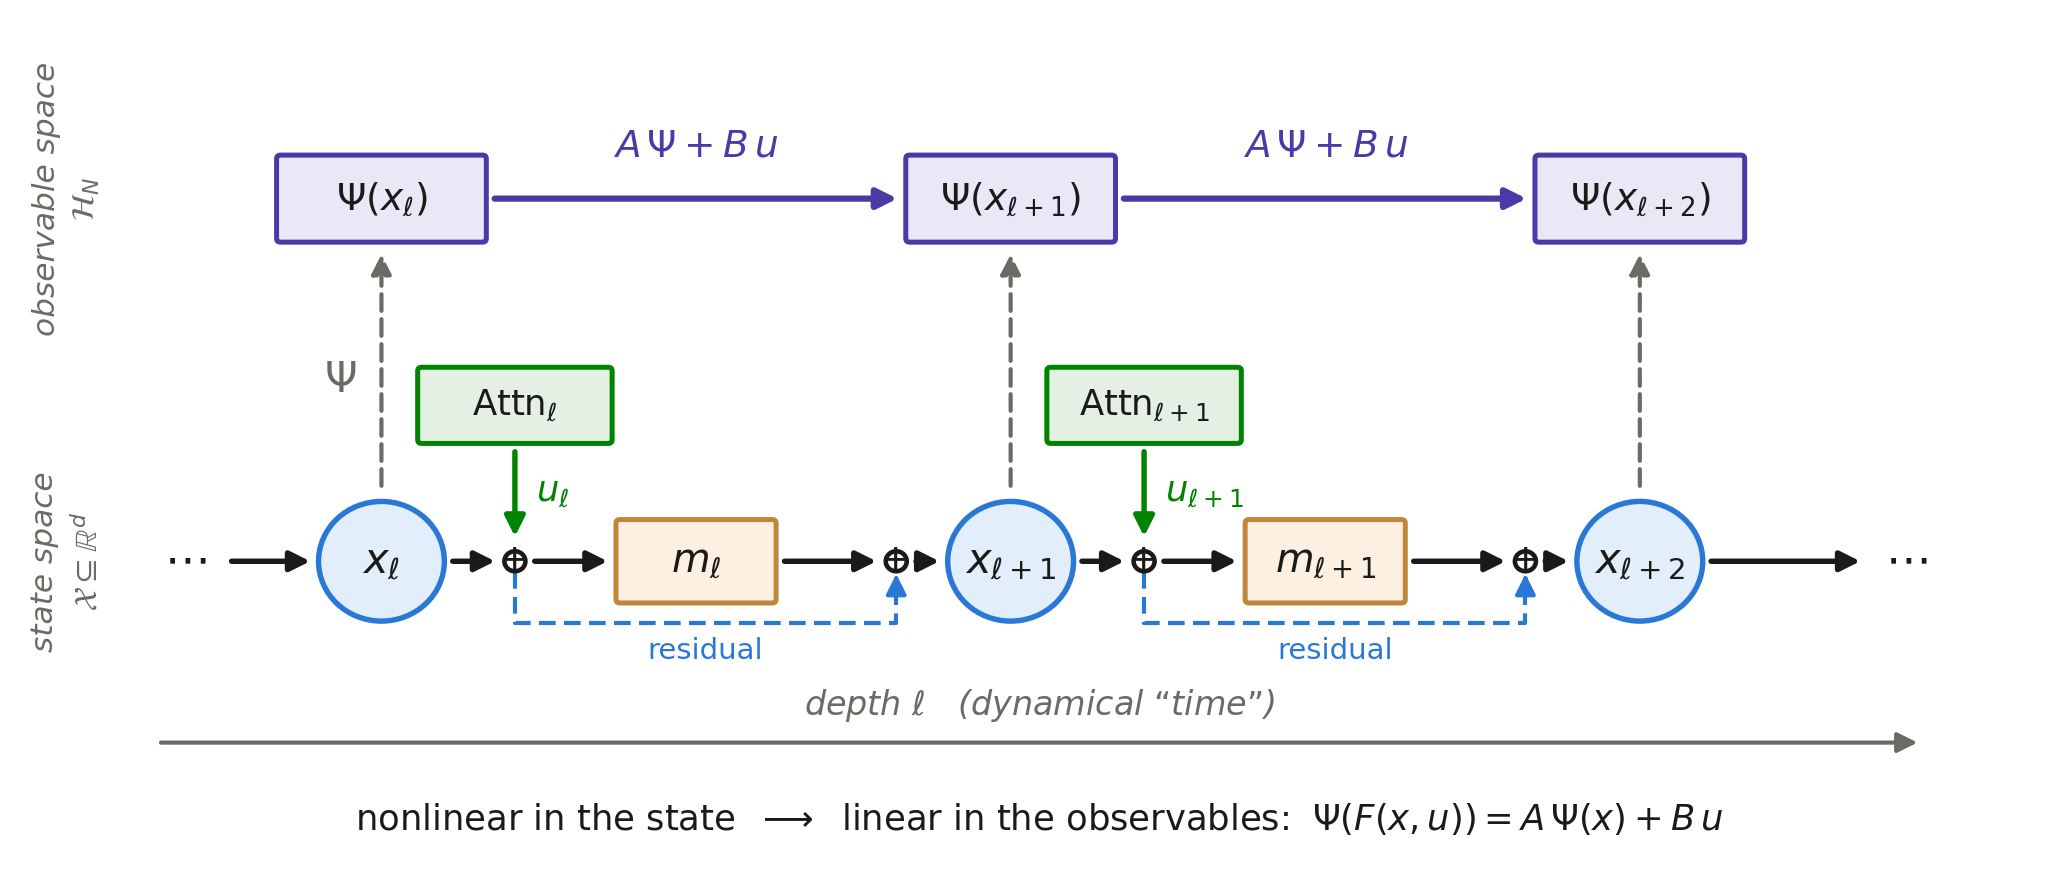 observable space
ℋ_N
A Ψ + B u
A Ψ + B u
Ψ(x_ℓ)
Ψ(x_{ℓ+1})
Ψ(x_{ℓ+2})
Ψ
Attn_ℓ
Attn_{ℓ+1}
u_ℓ
u_{ℓ+1}
state space
𝒳 ⊆ ℝ^d
⋯
x_ℓ
⊕
m_ℓ
⊕
x_{ℓ+1}
⊕
m_{ℓ+1}
⊕
x_{ℓ+2}
⋯
residual
residual
depth ℓ (dynamical “time”)
nonlinear in the state ⟶ linear in the observables: Ψ(F(x, u)) = A Ψ(x) + B u